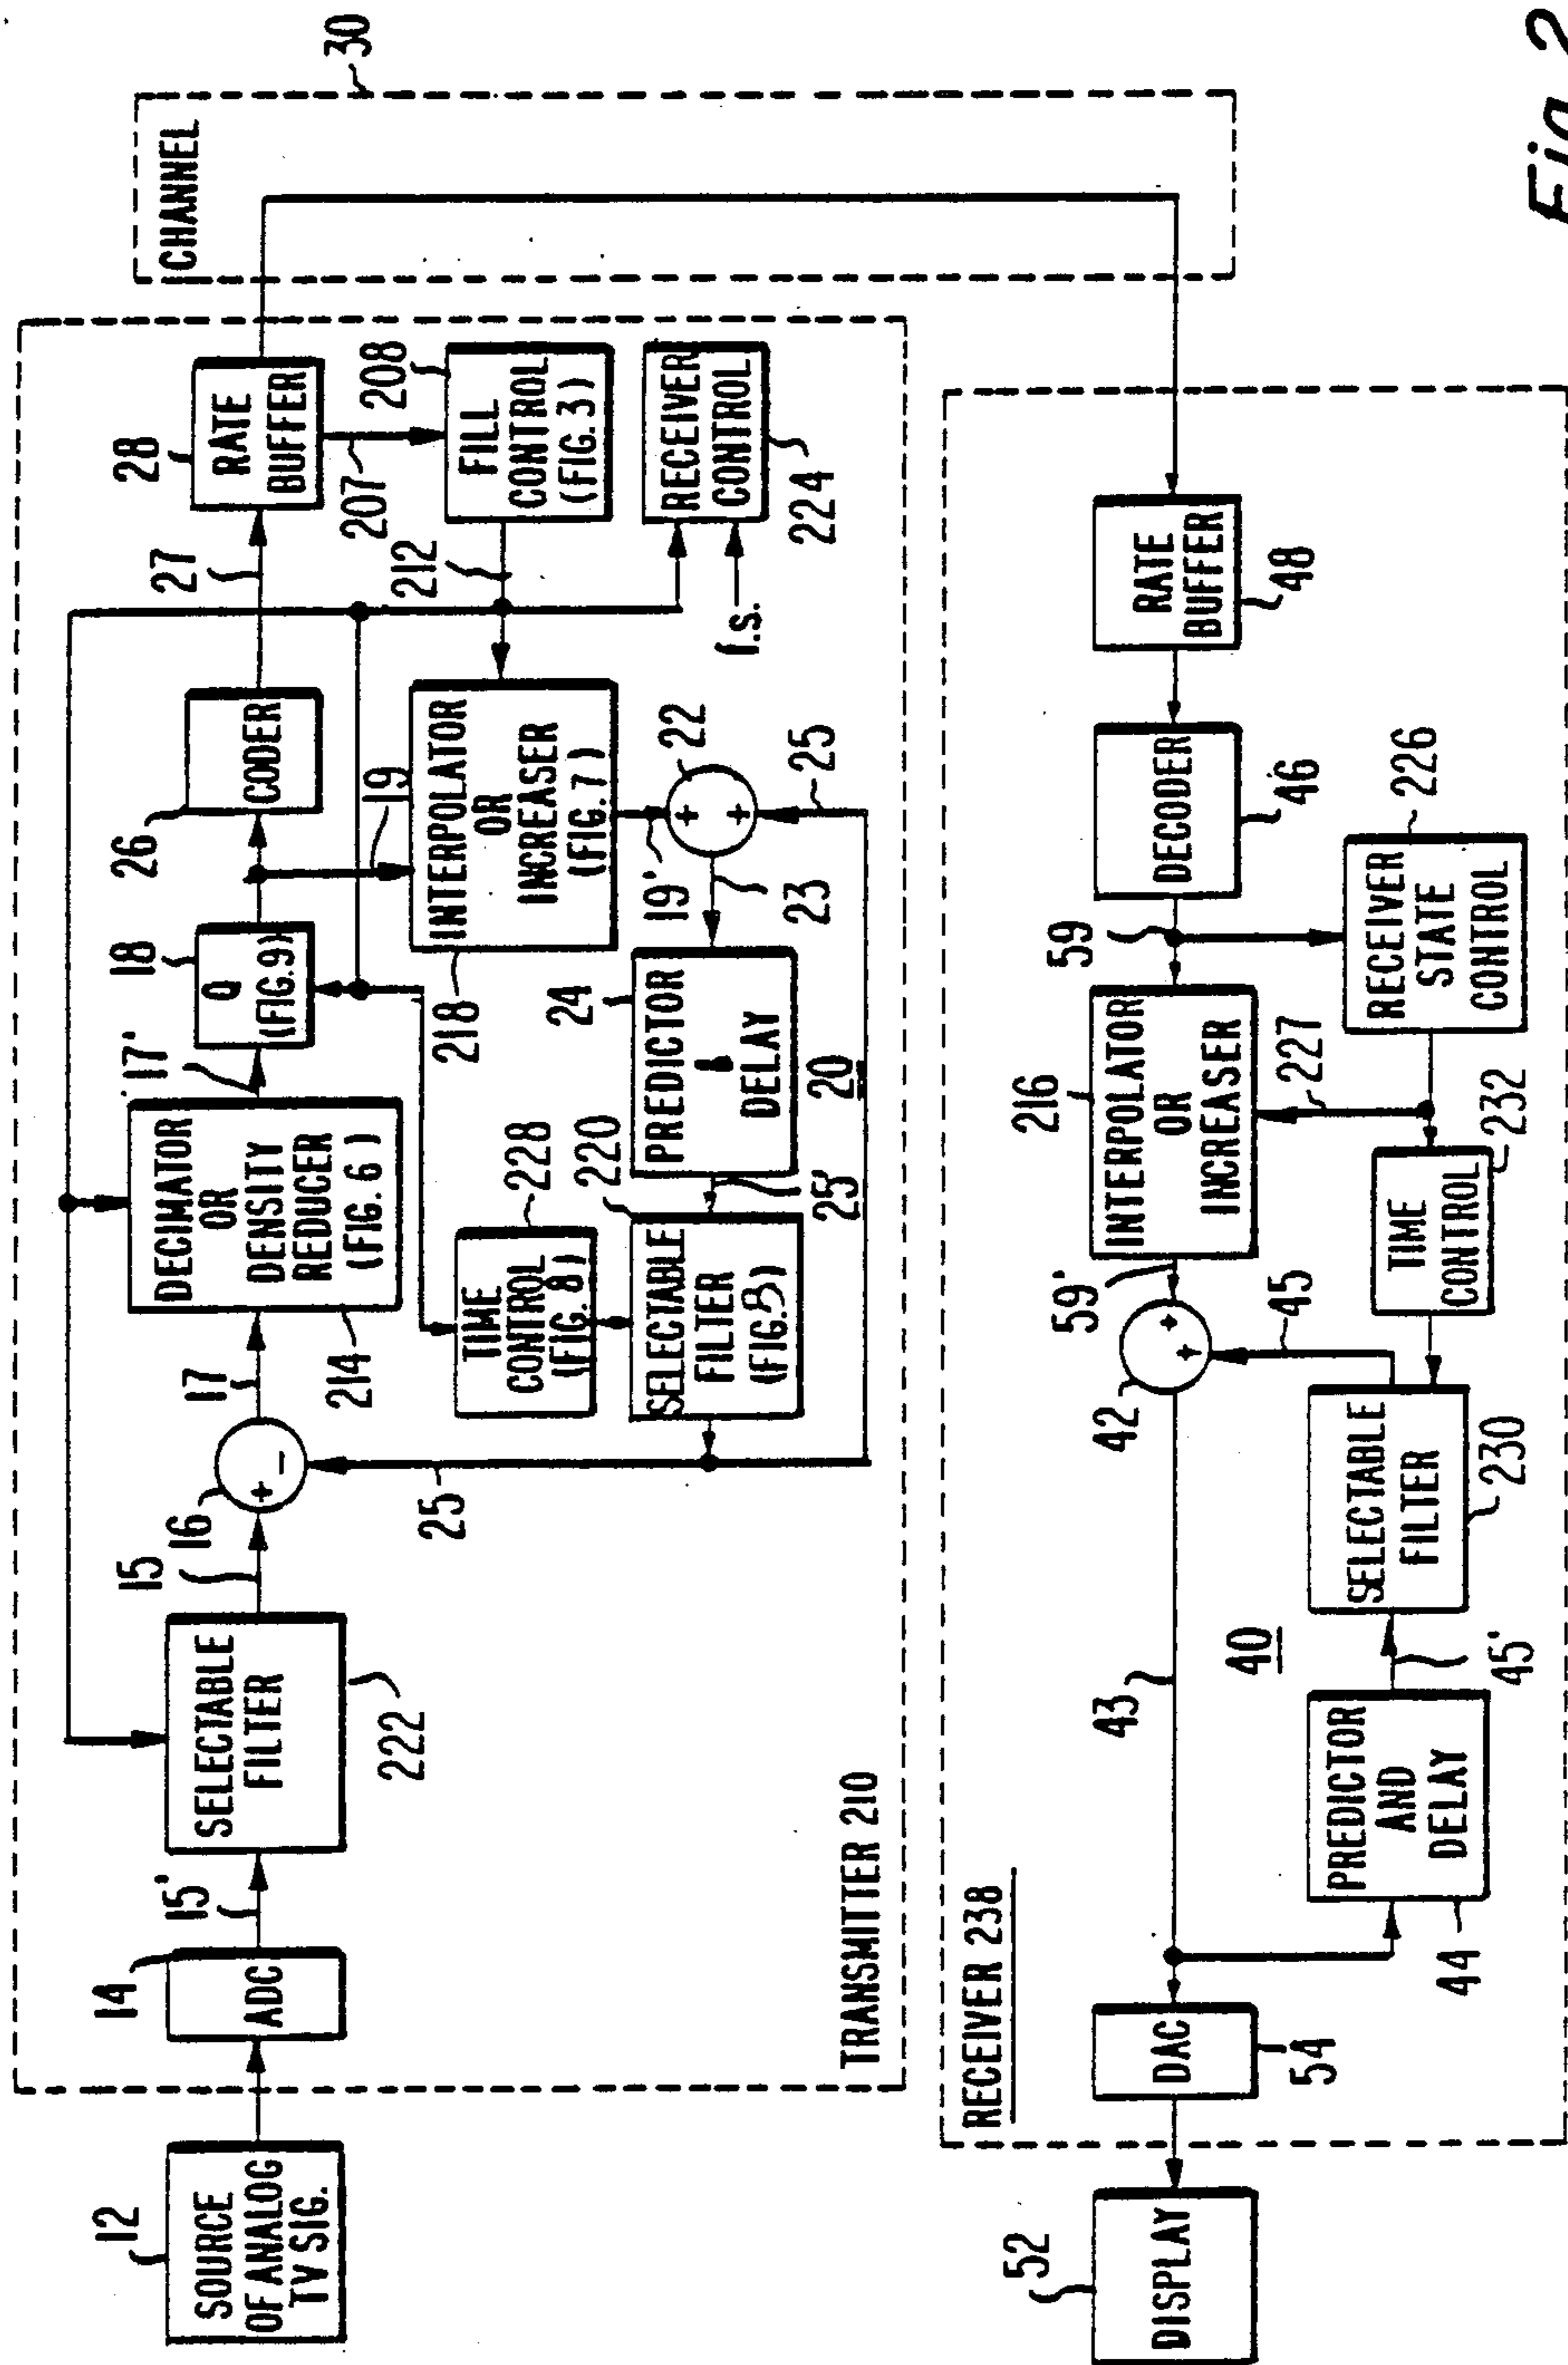 12
SOURCE
OF ANALOG
TV SIG.
14
ADC
15'
SELECTABLE
FILTER
222
15
16
+
−
25
17
DECIMATOR
OR
DENSITY
REDUCER
(FIG. 6)
214
17'
18
Q
(FIG.9)
26
CODER
27
28
RATE
BUFFER
207
208
FILL
CONTROL
(FIG.3)
212
RECEIVER
CONTROL
224
f.s.
19
INTERPOLATOR
OR
INCREASER
(FIG.7)
218
19'
22
+
+
25
23
24
PREDICTOR
&
DELAY
20
25'
220
SELECTABLE
FILTER
(FIG.3)
228
TIME
CONTROL
(FIG. 8)
TRANSMITTER 210
CHANNEL
30
RECEIVER 238
RATE
BUFFER
48
DECODER
46
59
RECEIVER
STATE
CONTROL
226
227
216
INTERPOLATOR
OR
INCREASER
59'
232
TIME
CONTROL
42
+
+
45
SELECTABLE
FILTER
230
45'
40
43
PREDICTOR
AND
DELAY
44
DAC
54
52
DISPLAY
Fig. 2